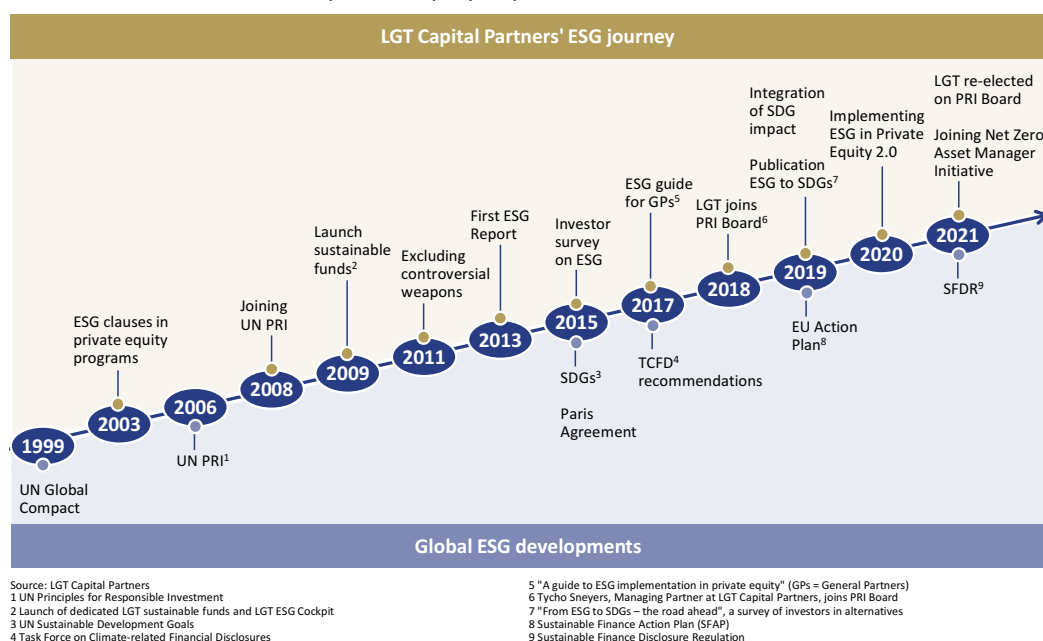 LGT Capital Partners' ESG journey
LGT re-elected
on PRI Board
Joining Net Zero
Asset Manager
Initiative
Integration
of SDG
impact
Publication
ESG to SDGs7
Implementing
ESG in Private
Equity 2.0
ESG guide
for GPs5
LGT joins
PRI Board6
First ESG
Report
Investor
survey
on ESG
Launch
sustainable
funds2
Excluding
controversial
weapons
Joining
UN PRI
ESG clauses in
private equity
programs
1999
2003
2006
2008
2009
2011
2013
2015
2017
2018
2019
2020
2021
UN Global
Compact
UN PRI1
SDGs3
Paris
Agreement
TCFD4
recommendations
EU Action
Plan8
SFDR9
Global ESG developments
Source: LGT Capital Partners
1 UN Principles for Responsible Investment
2 Launch of dedicated LGT sustainable funds and LGT ESG Cockpit
3 UN Sustainable Development Goals
4 Task Force on Climate-related Financial Disclosures
5 "A guide to ESG implementation in private equity" (GPs = General Partners)
6 Tycho Sneyers, Managing Partner at LGT Capital Partners, joins PRI Board
7 "From ESG to SDGs – the road ahead", a survey of investors in alternatives
8 Sustainable Finance Action Plan (SFAP)
9 Sustainable Finance Disclosure Regulation